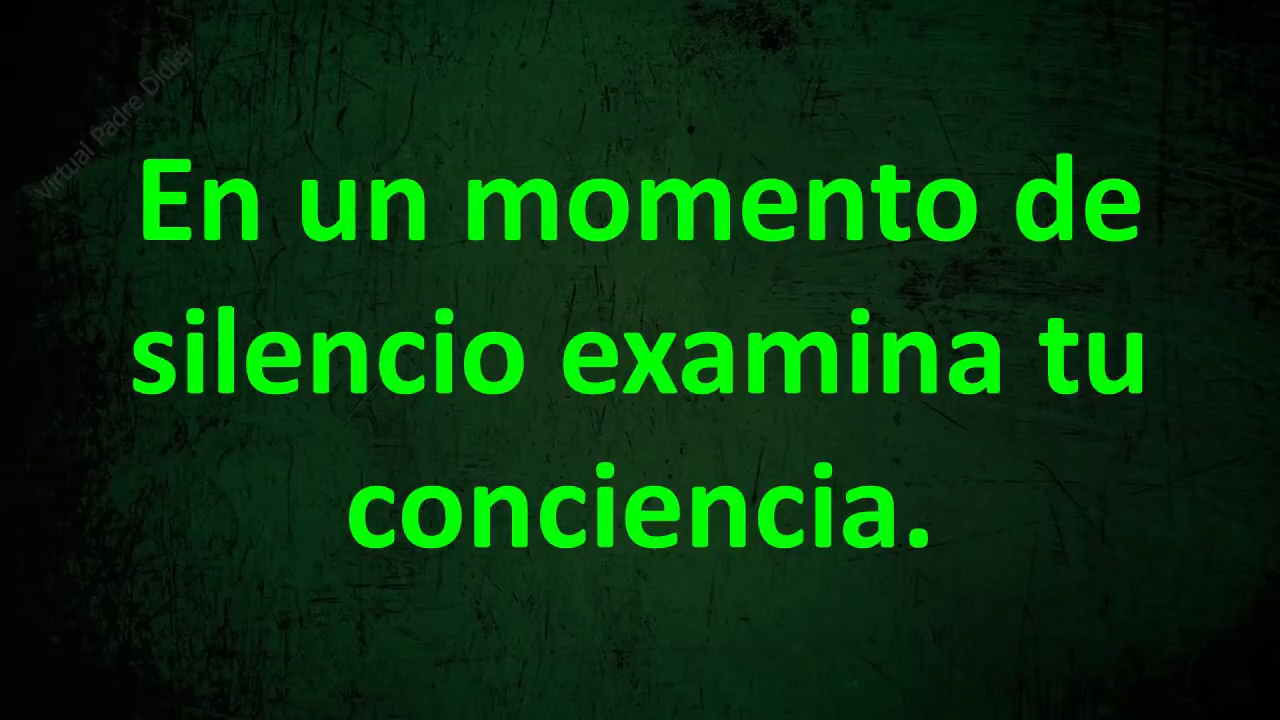 Virtual Padre Didier
En un momento de
silencio examina tu
conciencia.